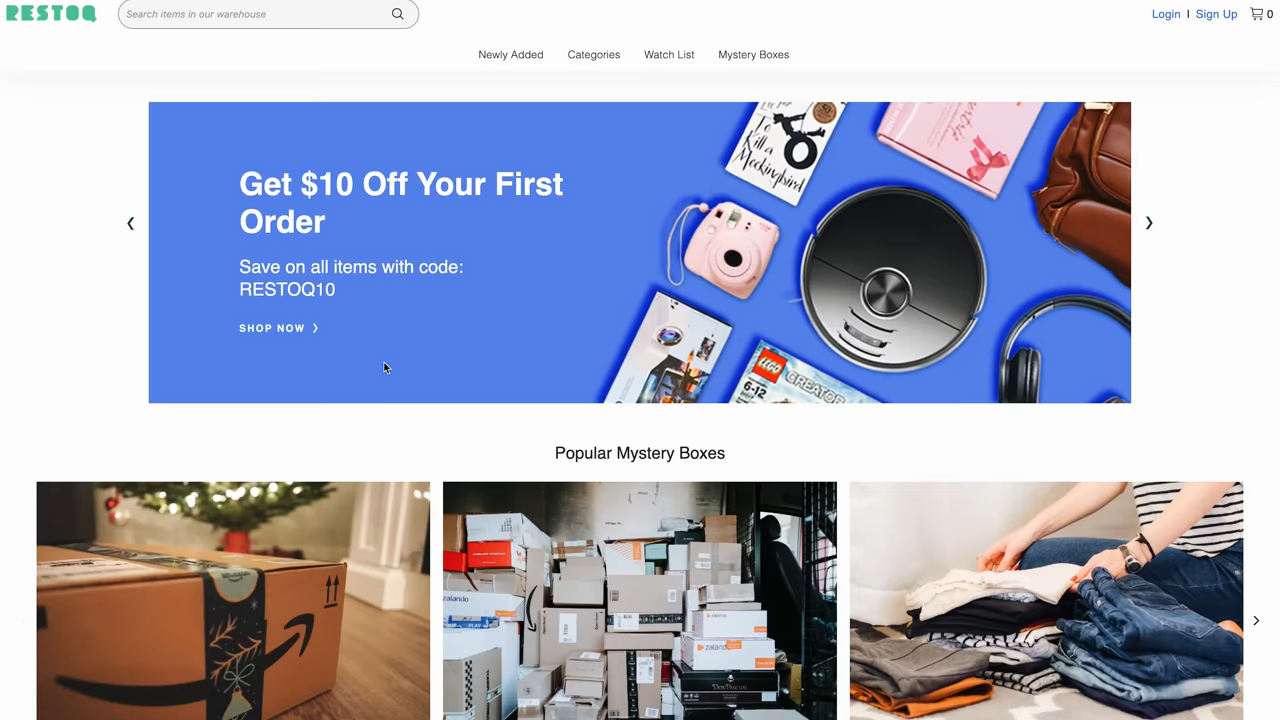 RESTOQ
Search items in our warehouse
Login | Sign Up
0
Newly Added
Categories
Watch List
Mystery Boxes
Get $10 Off Your First
Order
Save on all items with code:
RESTOQ10
SHOP NOW
To
Kill a
Mockingbird
LEGO
CREATOR
6-12
Popular Mystery Boxes
zalando
zalando